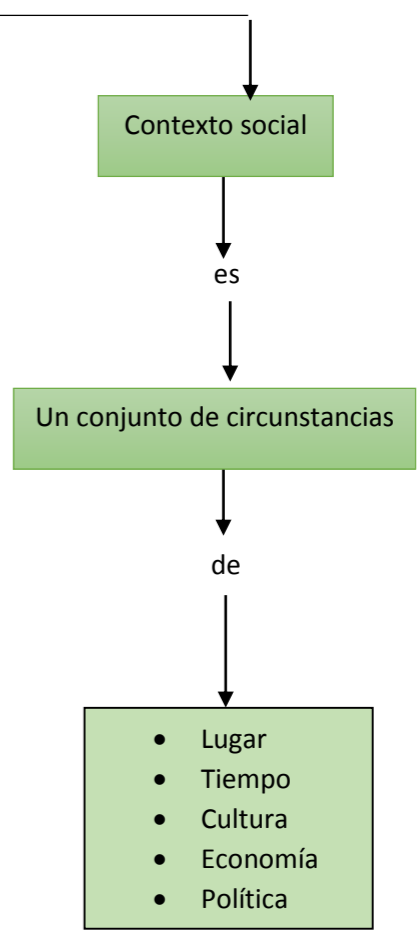 Contexto social
es
Un conjunto de circunstancias
de
• Lugar
• Tiempo
• Cultura
• Economía
• Política